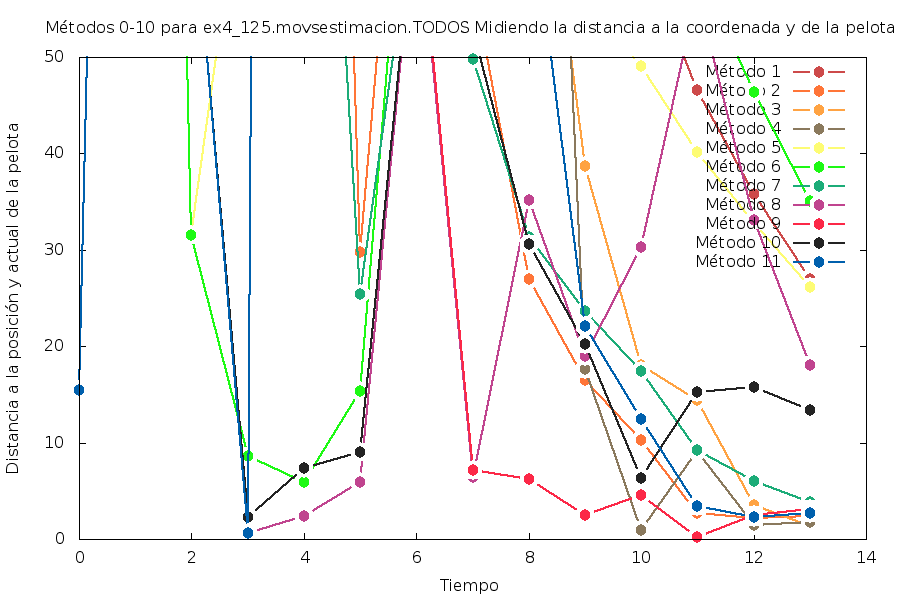 Métodos 0-10 para ex4_125.movsestimacion.TODOS Midiendo la distancia a la coordenada y de la pelota
Distancia a la posición y actual de la pelota
50
40
30
20
10
0
Método 1
Método 2
Método 3
Método 4
Método 5
Método 6
Método 7
Método 8
Método 9
Método 10
Método 11
0 2 4 6 8 10 12 14
Tiempo